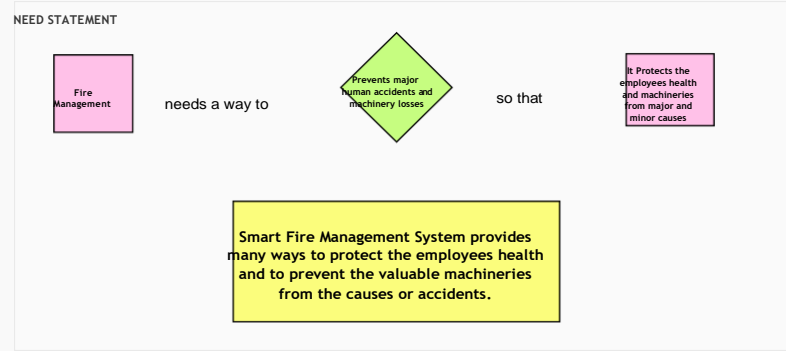 NEED STATEMENT
Fire
Management
needs a way to
Prevents major
human accidents and
machinery losses
so that
It Protects the
employees health
and machineries
from major and
minor causes
Smart Fire Management System provides
many ways to protect the employees health
and to prevent the valuable machineries
from the causes or accidents.